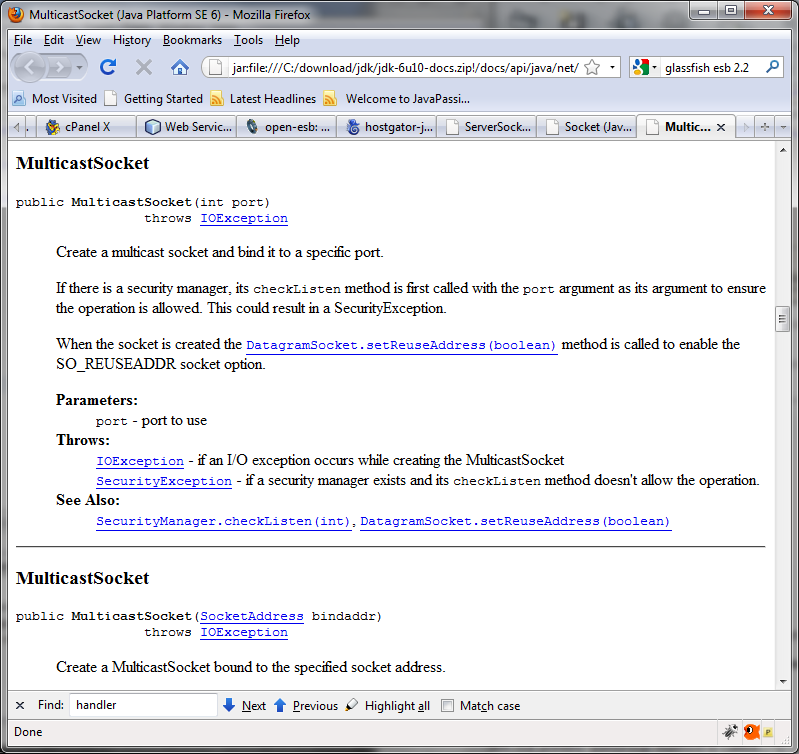 MulticastSocket (Java Platform SE 6) - Mozilla Firefox
File Edit View History Bookmarks Tools Help
jar:file:///C:/download/jdk/jdk-6u10-docs.zip!/docs/api/java/net/ glassfish esb 2.2
Most Visited Getting Started Latest Headlines Welcome to JavaPassi...
cPanel X Web Servic... open-esb: ... hostgator-j... ServerSock... Socket (Jav... Multic...
MulticastSocket
public MulticastSocket(int port)
throws IOException
Create a multicast socket and bind it to a specific port.
If there is a security manager, its checkListen method is first called with the port argument as its argument to ensure
the operation is allowed. This could result in a SecurityException.
When the socket is created the DatagramSocket.setReuseAddress(boolean) method is called to enable the
SO_REUSEADDR socket option.
Parameters:
port - port to use
Throws:
IOException - if an I/O exception occurs while creating the MulticastSocket
SecurityException - if a security manager exists and its checkListen method doesn't allow the operation.
See Also:
SecurityManager.checkListen(int), DatagramSocket.setReuseAddress(boolean)
MulticastSocket
public MulticastSocket(SocketAddress bindaddr)
throws IOException
Create a MulticastSocket bound to the specified socket address.
Find: handler Next Previous Highlight all Match case
Done